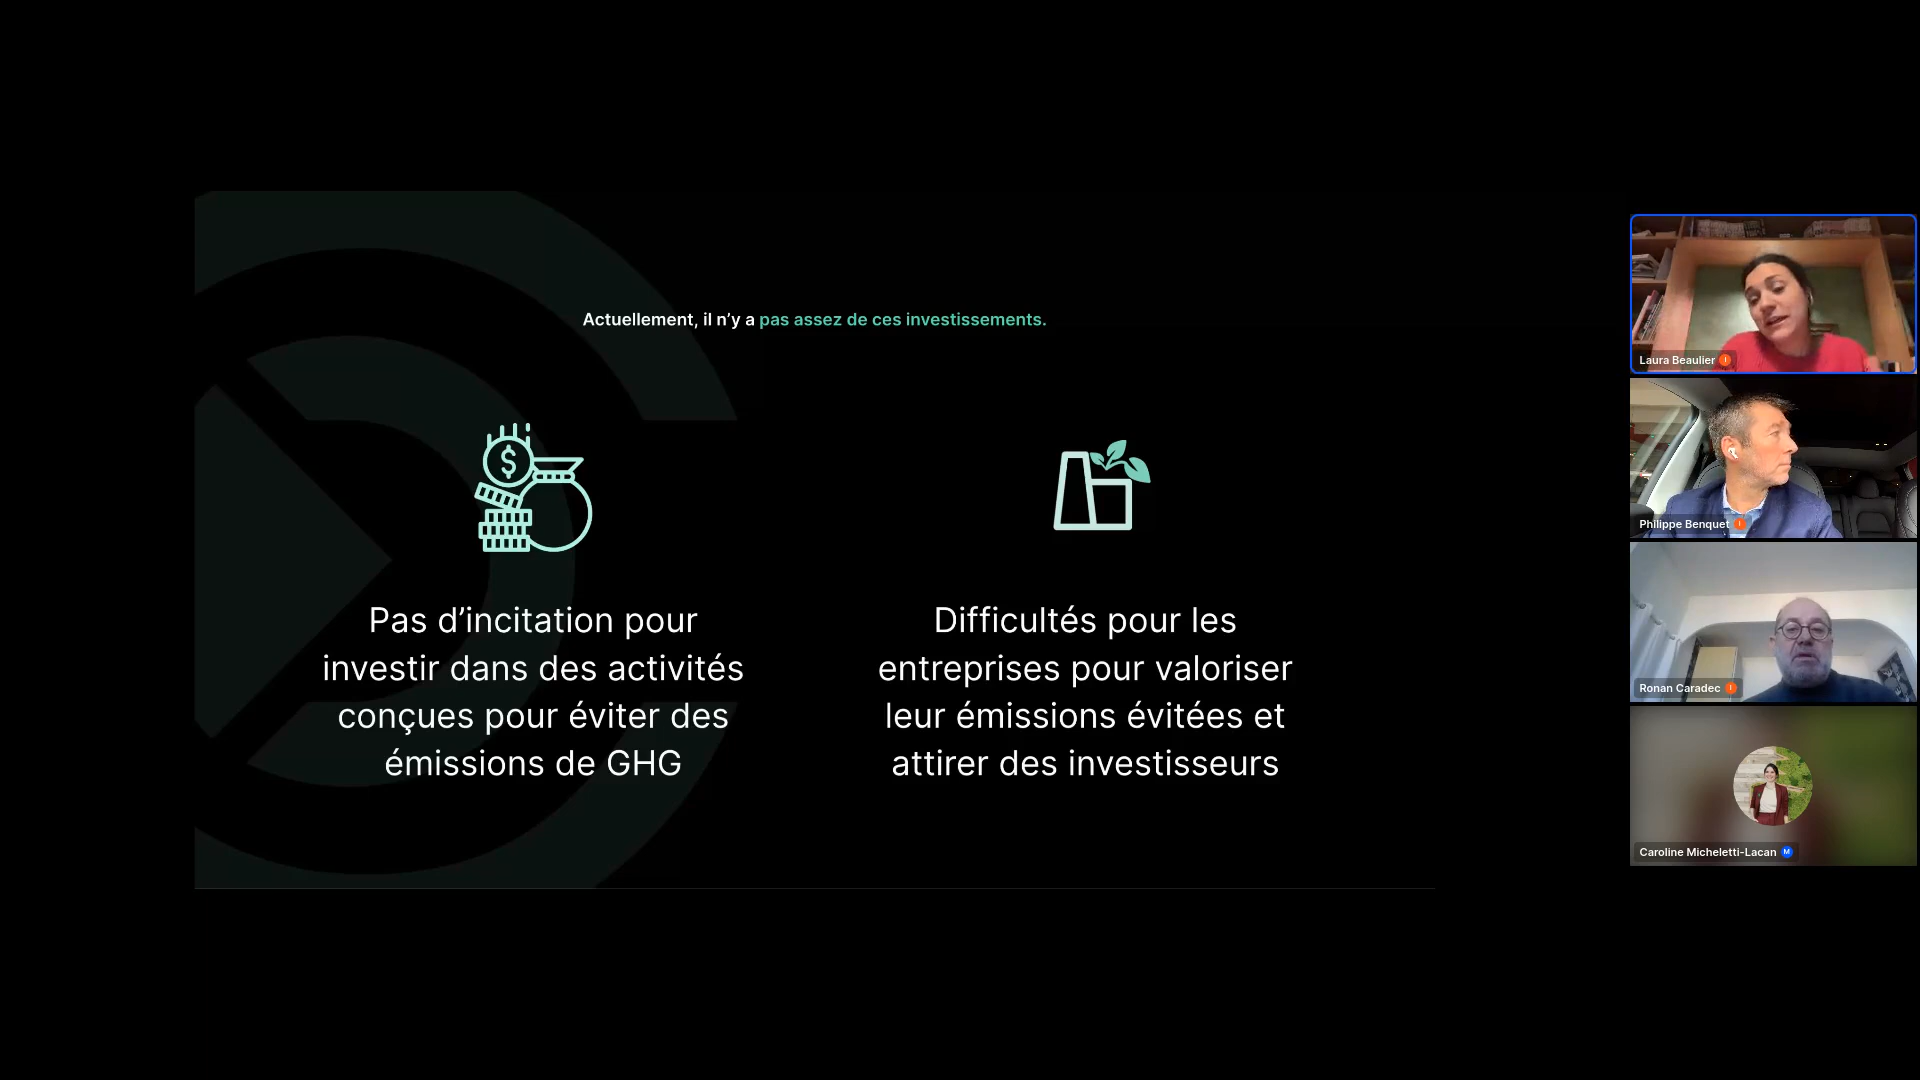 Actuellement, il n’y a pas assez de ces investissements.
$
Pas d’incitation pour
investir dans des activités
conçues pour éviter des
émissions de GHG
Difficultés pour les
entreprises pour valoriser
leur émissions évitées et
attirer des investisseurs
Laura Beaulier I
Philippe Benquet I
Ronan Caradec I
Caroline Micheletti-Lacan M